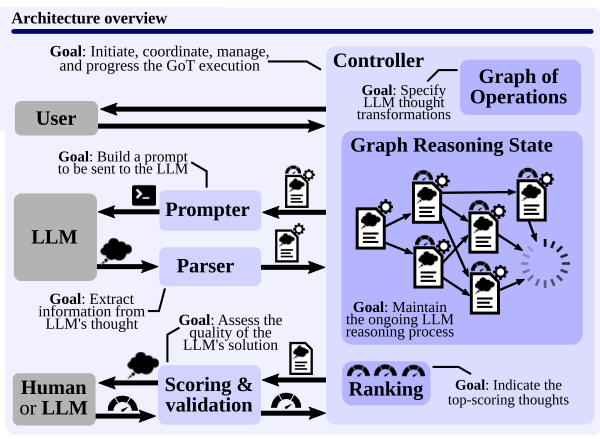 Architecture overview
Goal: Initiate, coordinate, manage,
and progress the GoT execution
Controller
Goal: Specify
LLM thought
transformations
Graph of
Operations
User
Graph Reasoning State
Goal: Build a prompt
to be sent to the LLM
LLM
Prompter
Parser
Goal: Extract
information from
LLM's thought
Goal: Maintain
the ongoing LLM
reasoning process
Goal: Assess the
quality of the
LLM's solution
Human
or LLM
Scoring &
validation
Ranking
Goal: Indicate the
top-scoring thoughts